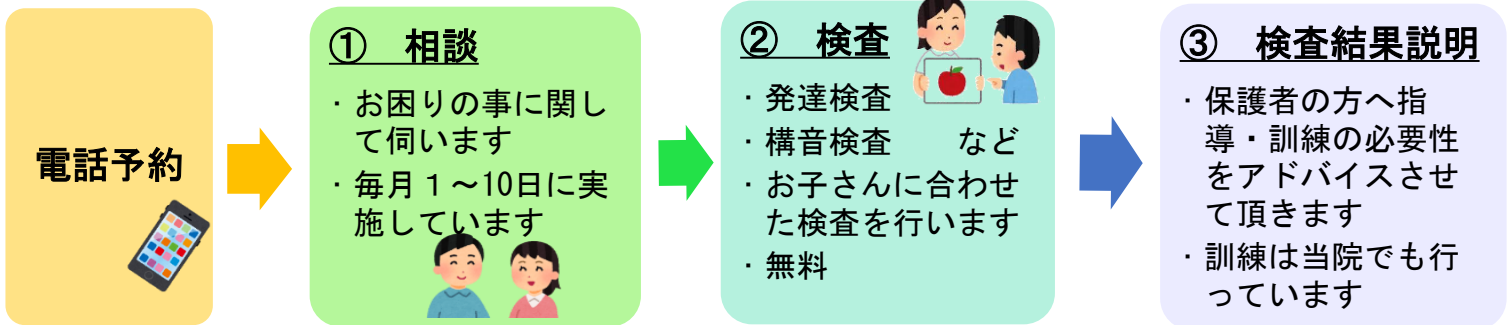 電話予約
① 相談
・お困りの事に関し
て伺います
・毎月１～10日に実
施しています
② 検査
・発達検査
・構音検査　　など
・お子さんに合わせ
た検査を行います
・無料
③ 検査結果説明
・保護者の方へ指
導・訓練の必要性
をアドバイスさせ
て頂きます
・訓練は当院でも行
っています